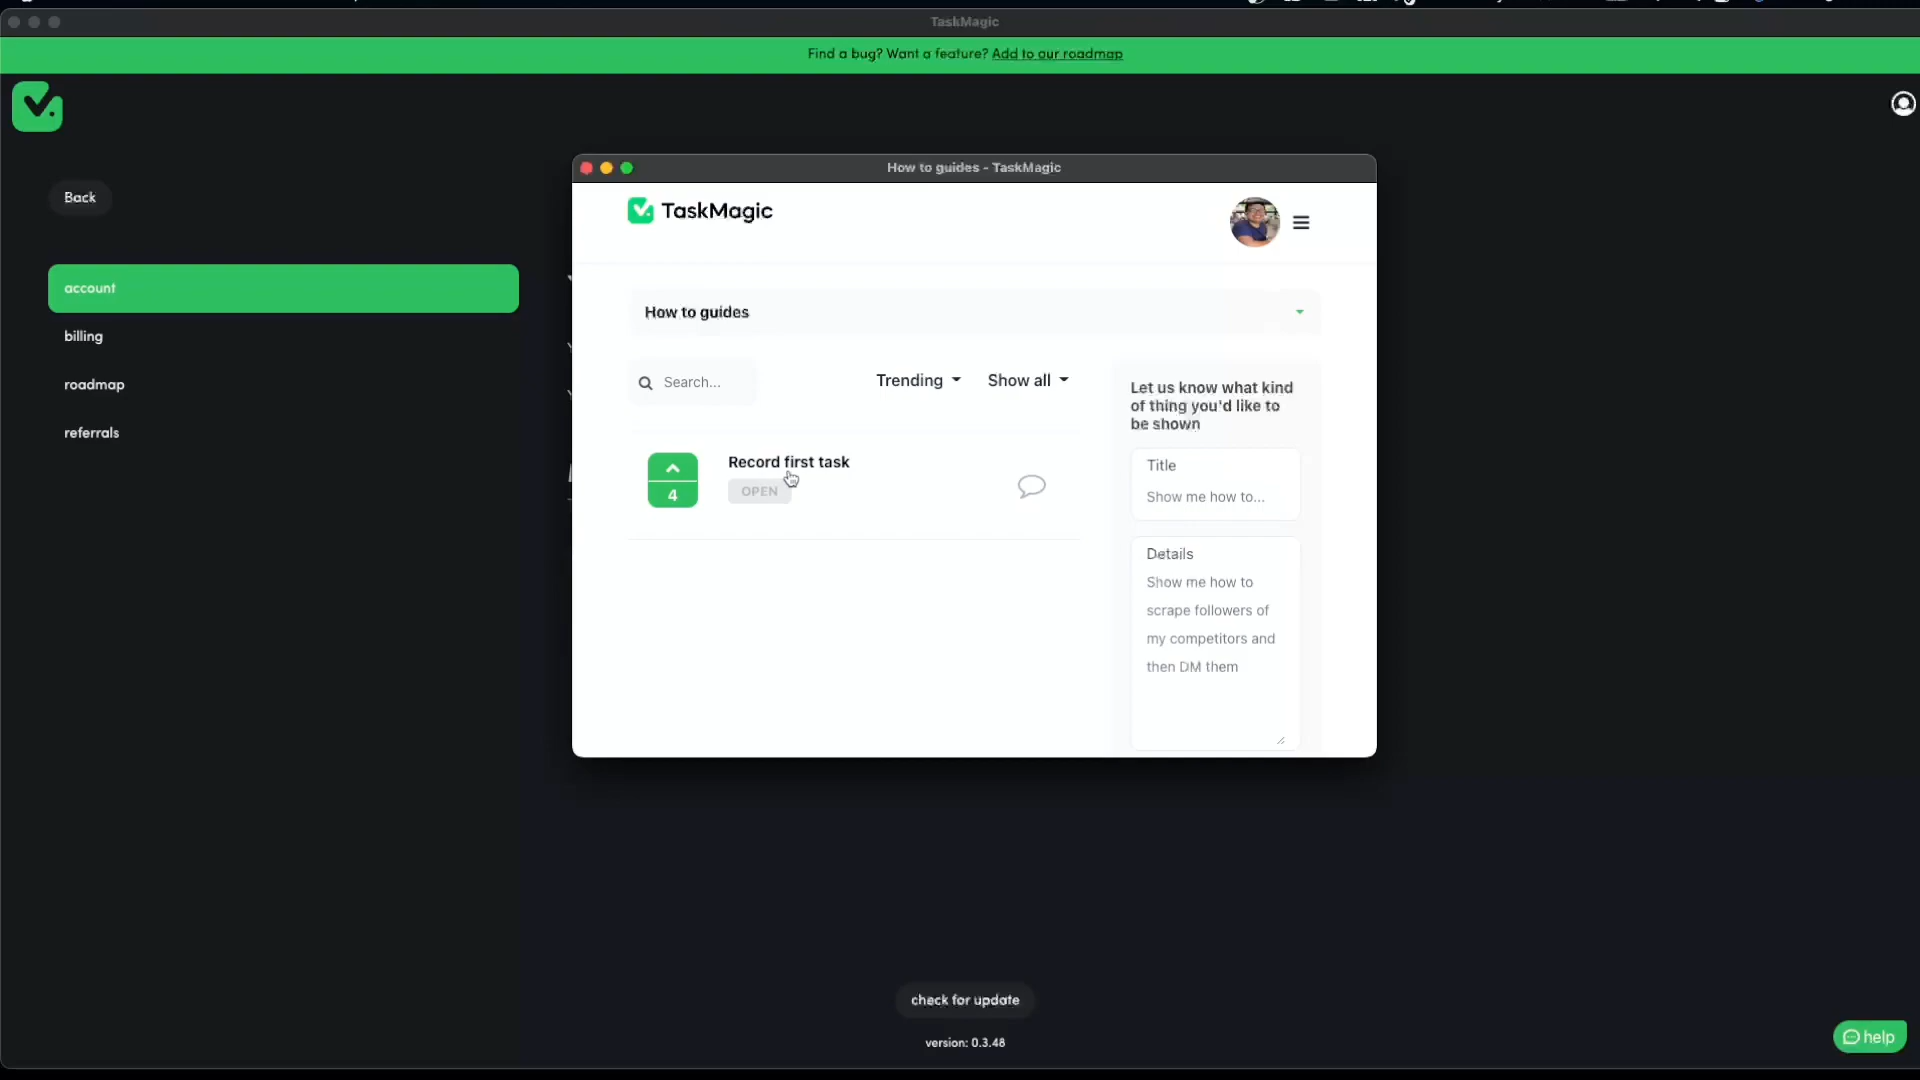 TaskMagic
Find a bug? Want a feature? Add to our roadmap
Back
account
billing
roadmap
referrals
How to guides - TaskMagic
TaskMagic
How to guides
Search...
Trending
Show all
Record first task
OPEN
4
Let us know what kind
of thing you'd like to
be shown
Title
Show me how to...
Details
Show me how to
scrape followers of
my competitors and
then DM them
check for update
version: 0.3.48
help